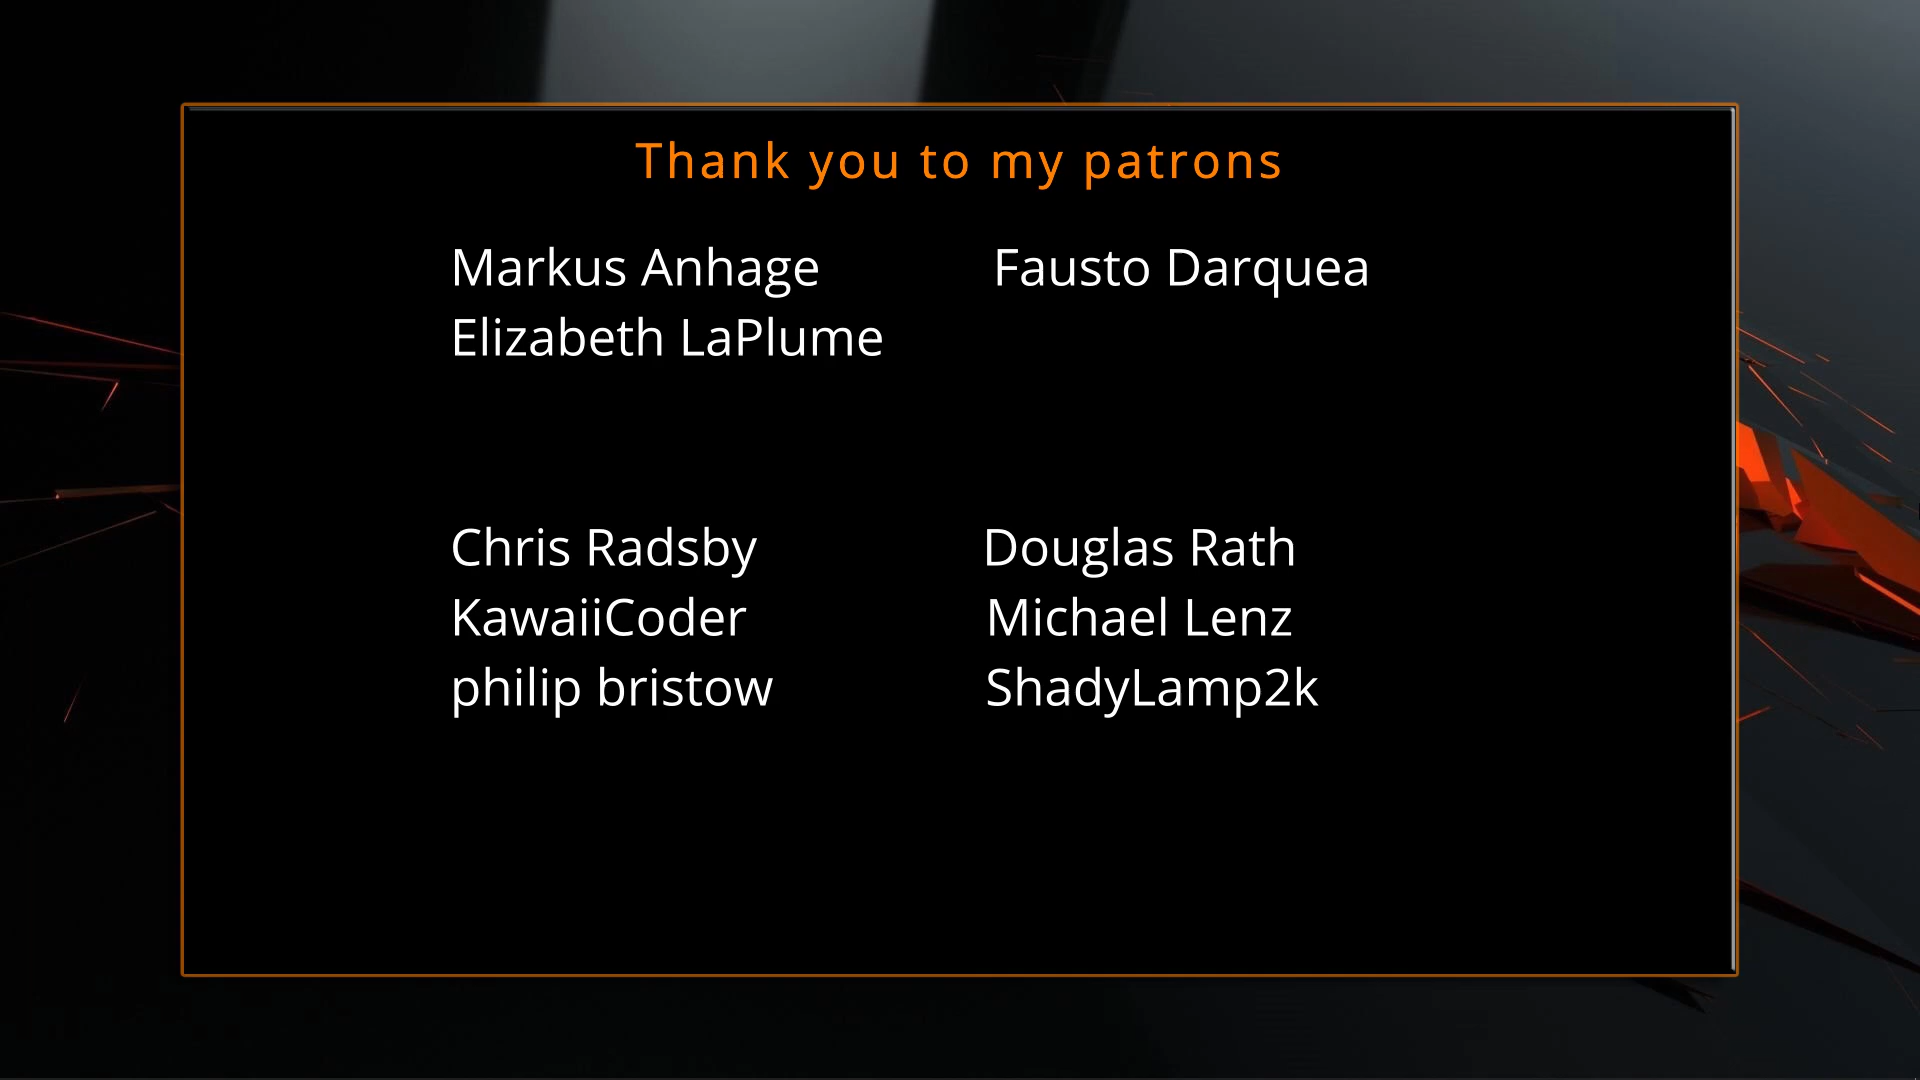 Thank you to my patrons
Markus Anhage Fausto Darquea
Elizabeth LaPlume
Chris Radsby Douglas Rath
KawaiiCoder Michael Lenz
philip bristow ShadyLamp2k